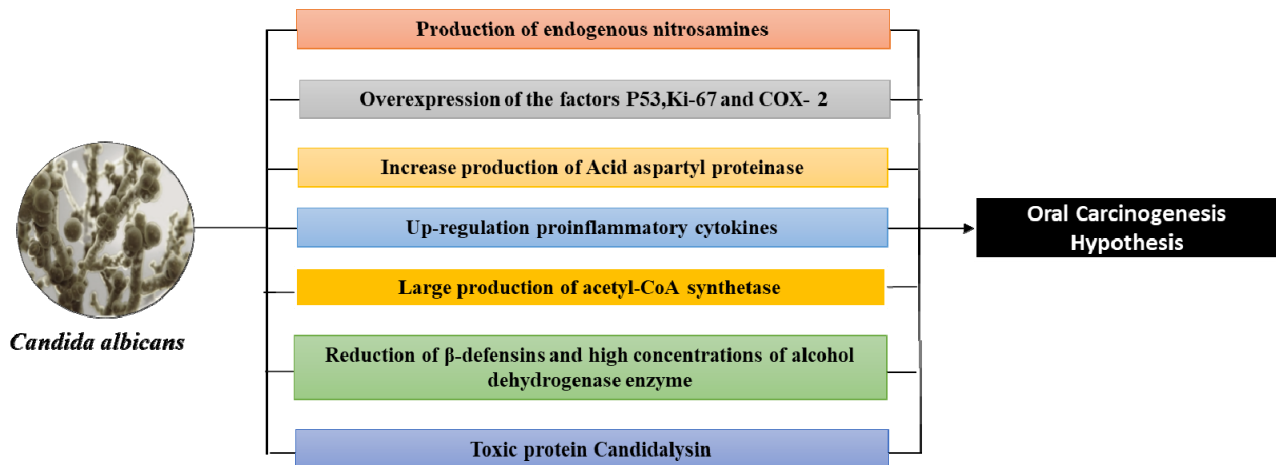 Production of endogenous nitrosamines
Overexpression of the factors P53,Ki-67 and COX- 2
Increase production of Acid aspartyl proteinase
Up-regulation proinflammatory cytokines
Large production of acetyl-CoA synthetase
Reduction of β-defensins and high concentrations of alcohol
dehydrogenase enzyme
Toxic protein Candidalysin
Candida albicans
Oral Carcinogenesis
Hypothesis